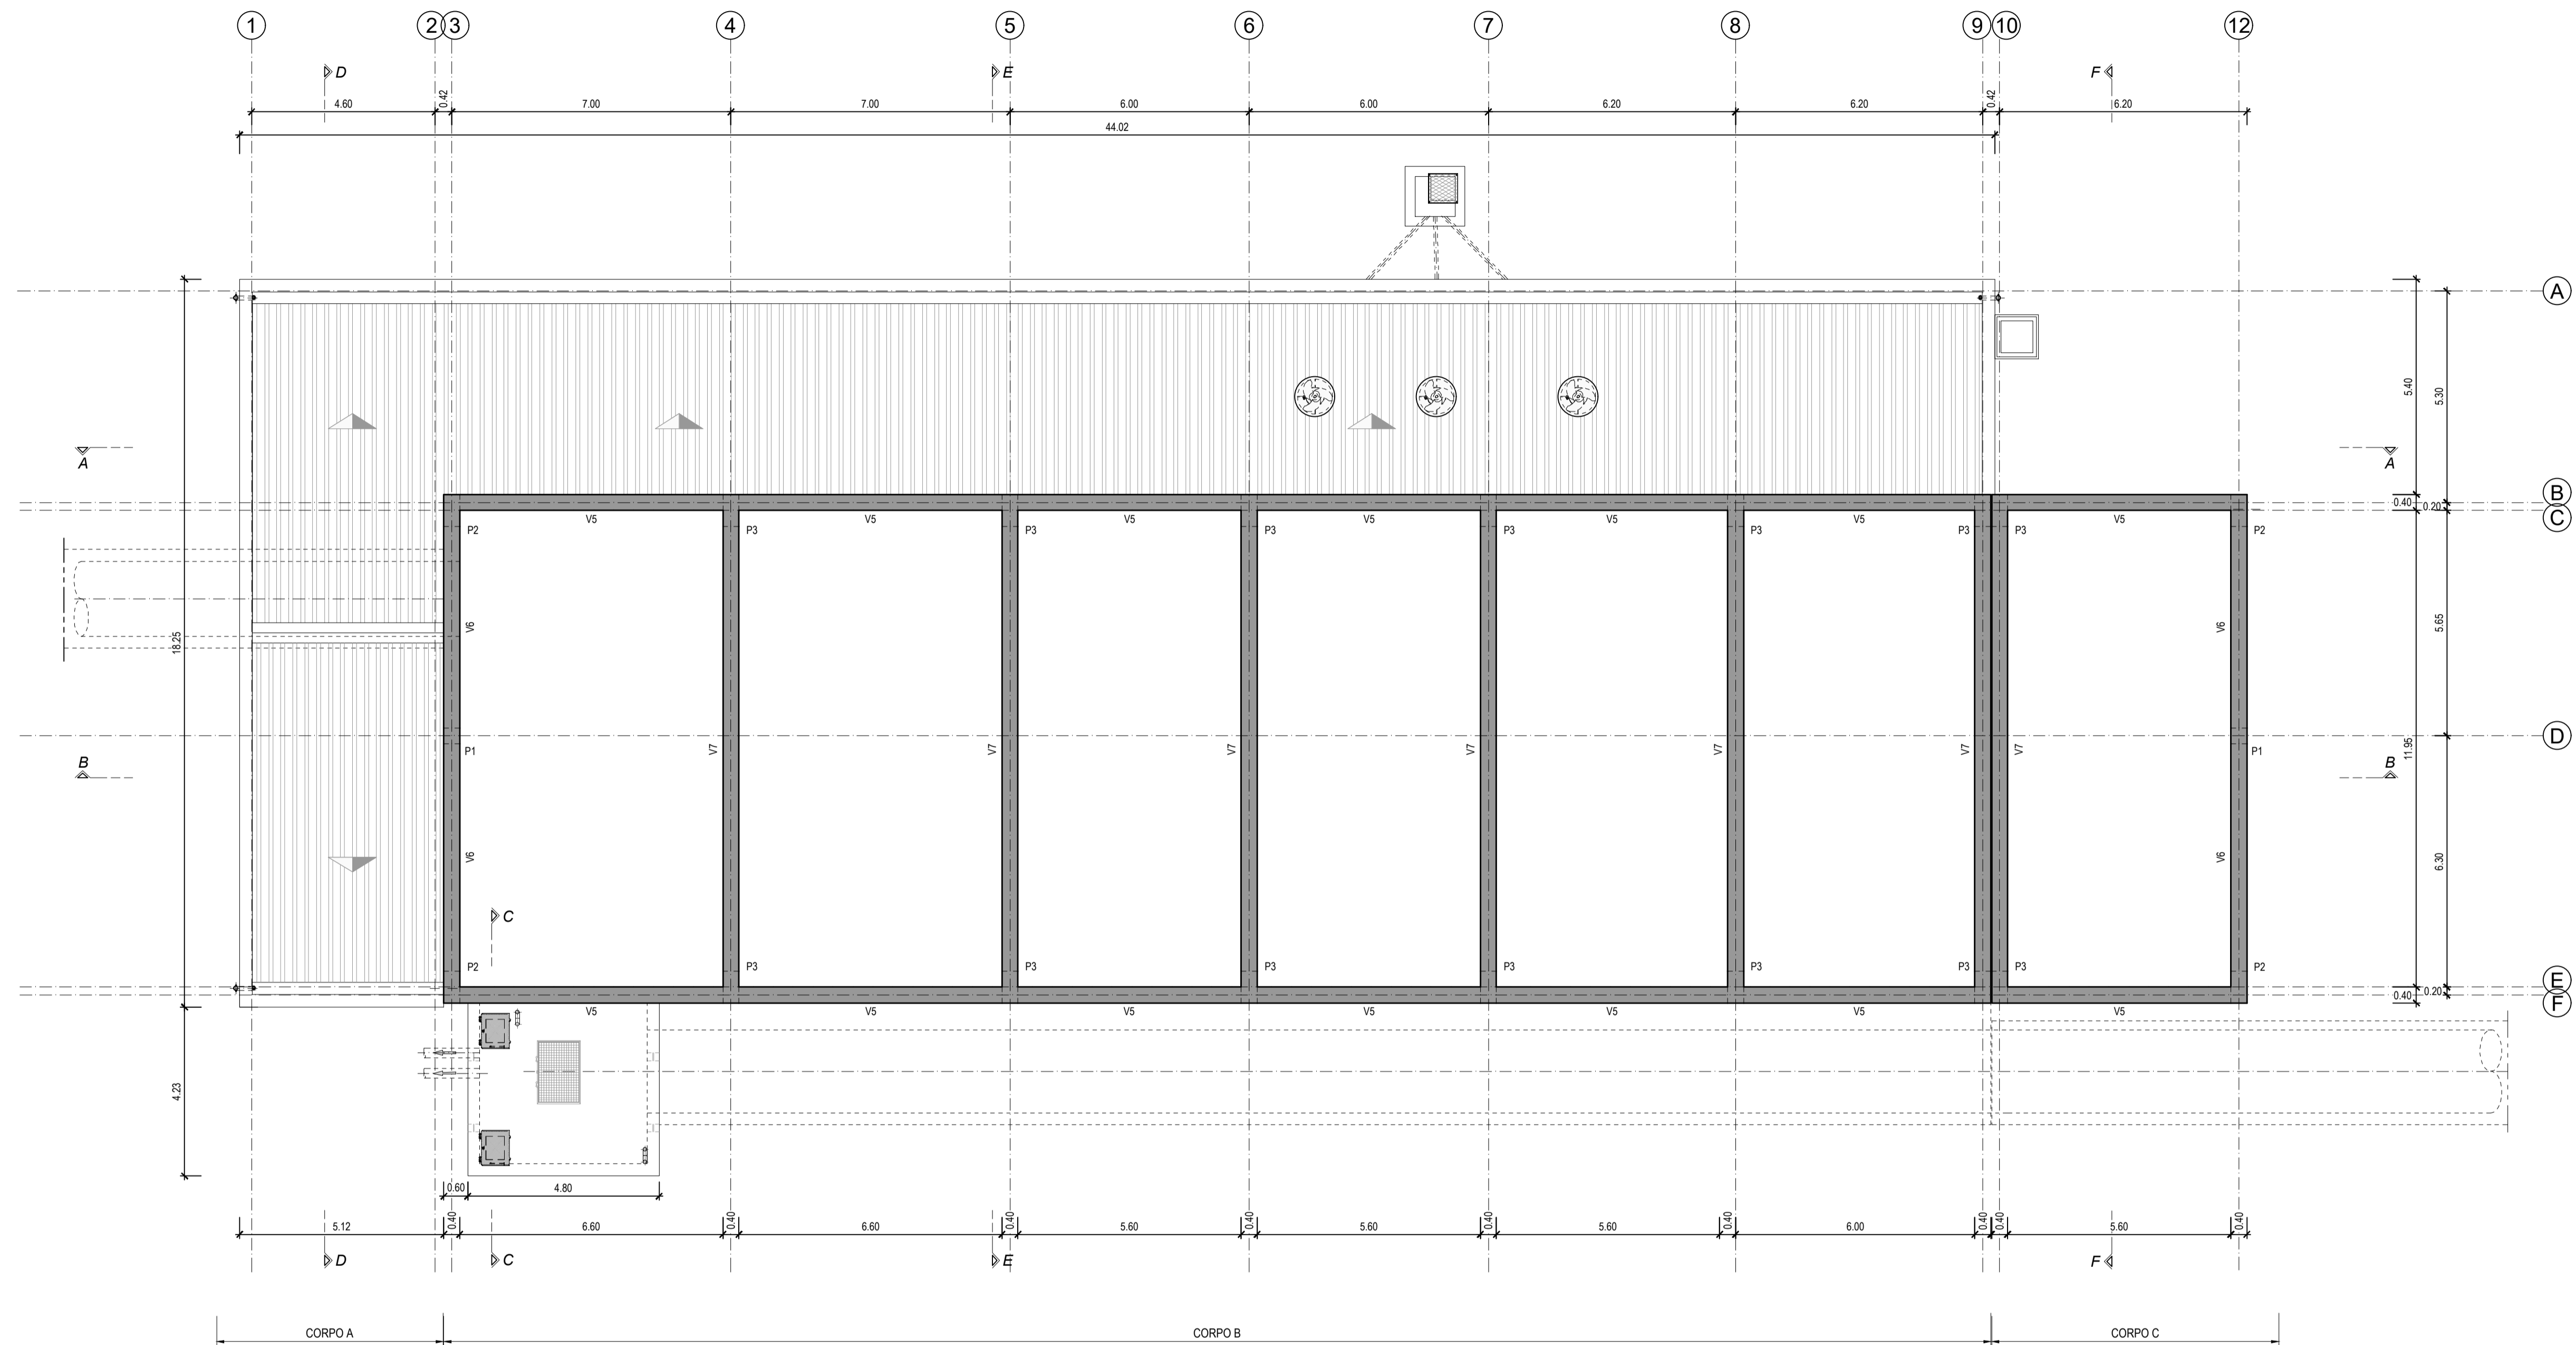 1 2 3 4 5 6 7 8 9 10 12
D E F
4.60 0.42 7.00 7.00 6.00 6.00 6.20 6.20 0.42 6.20
44.02
A
5.40 5.30
A A
B
0.40 0.20
C
V5 V5 V5 V5 V5 V5 V5
P2 P3 P3 P3 P3 P3 P3 P3 P2
18.25 V6 5.65 V6
D
P1 V7 V7 V7 V7 V7 V7 V7 P1 11.95
B B
V6 V6 6.30
C
P2 P3 P3 P3 P3 P3 P3 P3 P2
E
0.40 0.20
F
V5 V5 V5 V5 V5 V5 V5
4.23
0.60 4.80
5.12 0.40 6.60 0.40 6.60 0.40 5.60 0.40 5.60 0.40 5.60 0.40 6.00 0.40 0.40 5.60 0.40
D C E F
CORPO A CORPO B CORPO C